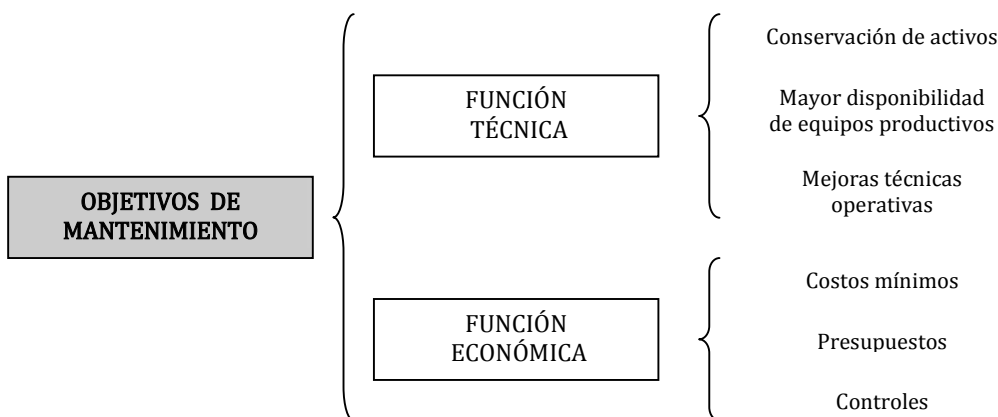 OBJETIVOS DE
MANTENIMIENTO
FUNCIÓN
TÉCNICA
Conservación de activos
Mayor disponibilidad
de equipos productivos
Mejoras técnicas
operativas
FUNCIÓN
ECONÓMICA
Costos mínimos
Presupuestos
Controles